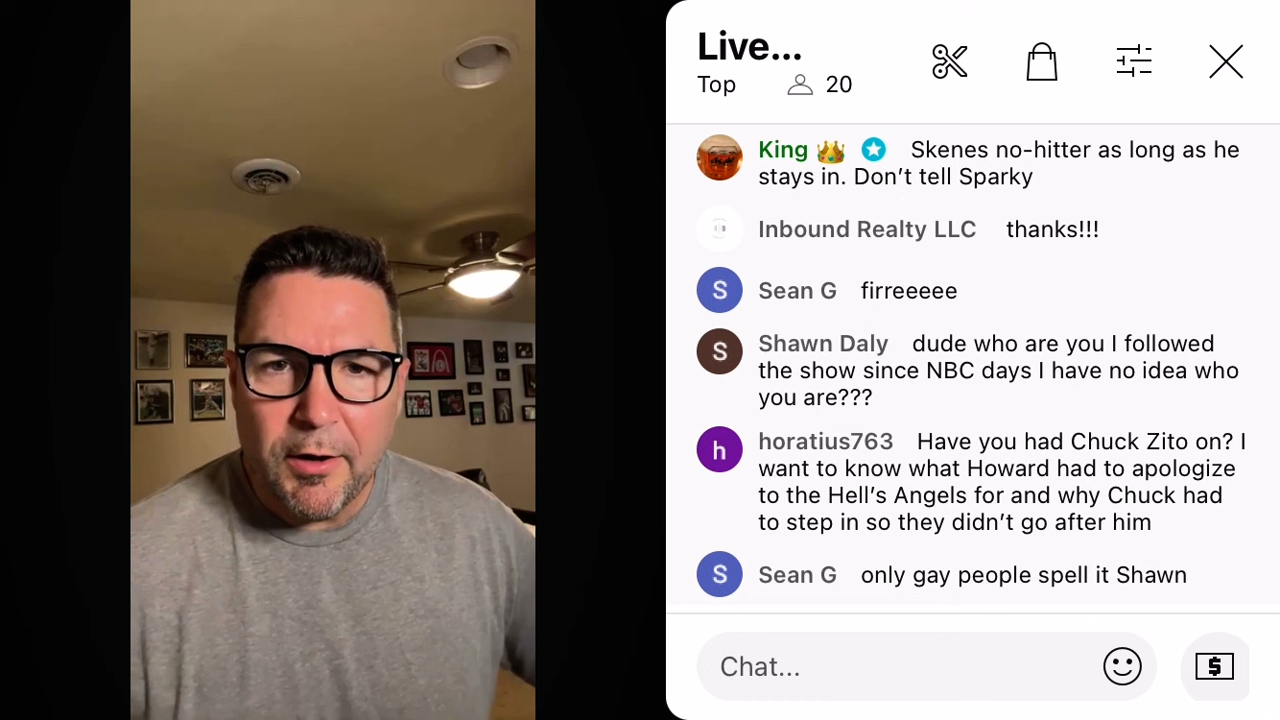 Live...
Top 20
King 👑 Skenes no-hitter as long as he
stays in. Don't tell Sparky
Inbound Realty LLC thanks!!!
S Sean G firreeeee
S Shawn Daly dude who are you I followed
the show since NBC days I have no idea who
you are???
h horatius763 Have you had Chuck Zito on? I
want to know what Howard had to apologize
to the Hell's Angels for and why Chuck had
to step in so they didn't go after him
S Sean G only gay people spell it Shawn
Chat... $